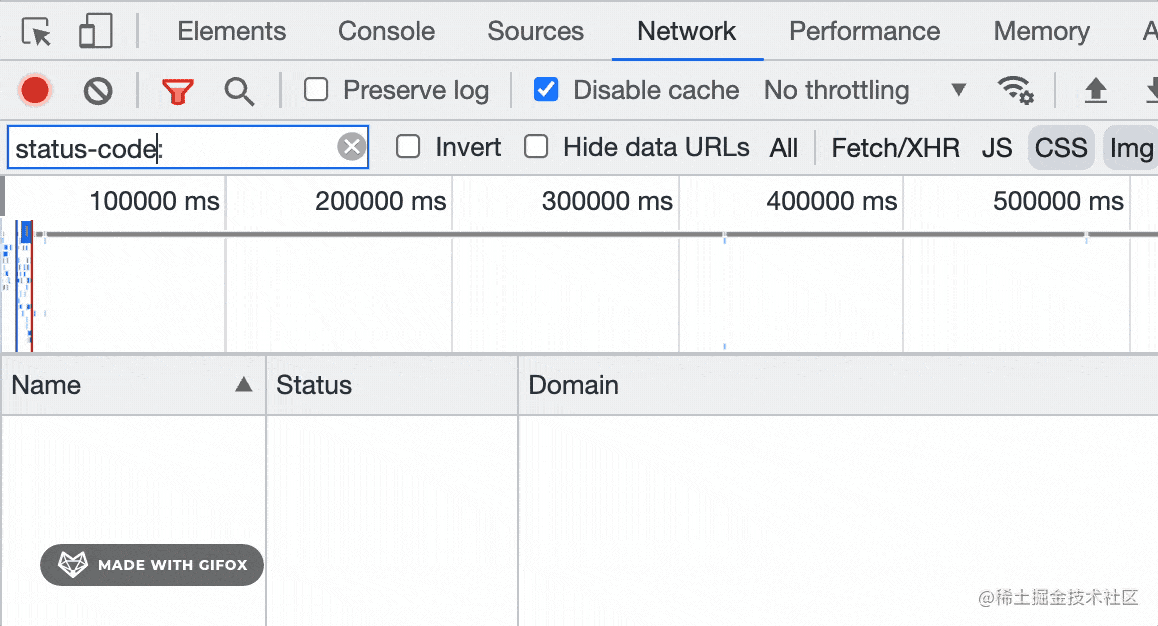 Elements Console Sources Network Performance Memory A
Preserve log Disable cache No throttling
status-code: Invert Hide data URLs All Fetch/XHR JS CSS Img
100000 ms 200000 ms 300000 ms 400000 ms 500000 ms
Name Status Domain
MADE WITH GIFOX
@稀土掘金技术社区